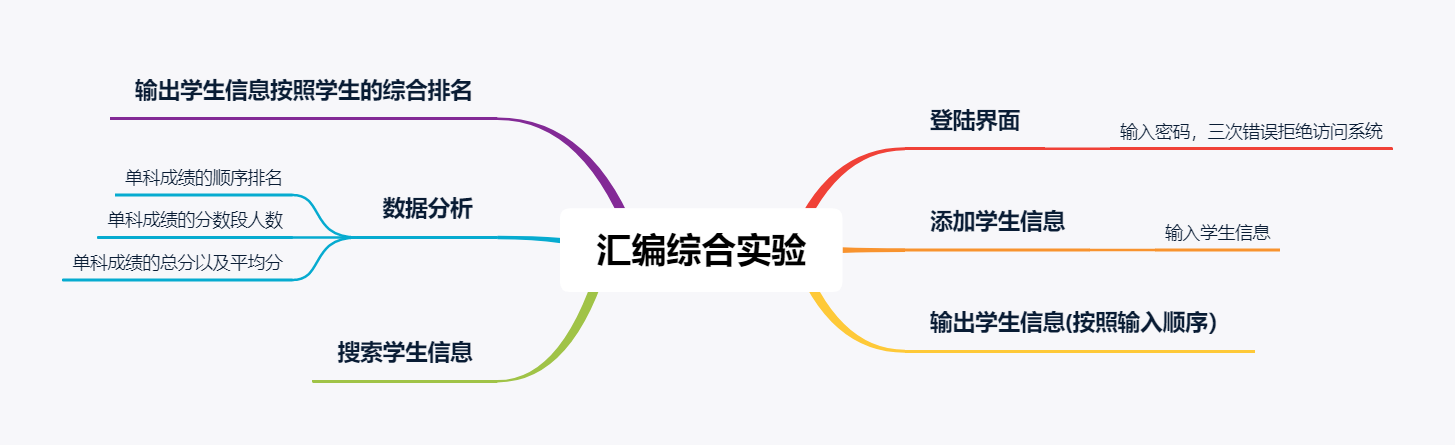 汇编综合实验
登陆界面
输入密码，三次错误拒绝访问系统
添加学生信息
输入学生信息
输出学生信息(按照输入顺序)
输出学生信息按照学生的综合排名
数据分析
单科成绩的顺序排名
单科成绩的分数段人数
单科成绩的总分以及平均分
搜索学生信息